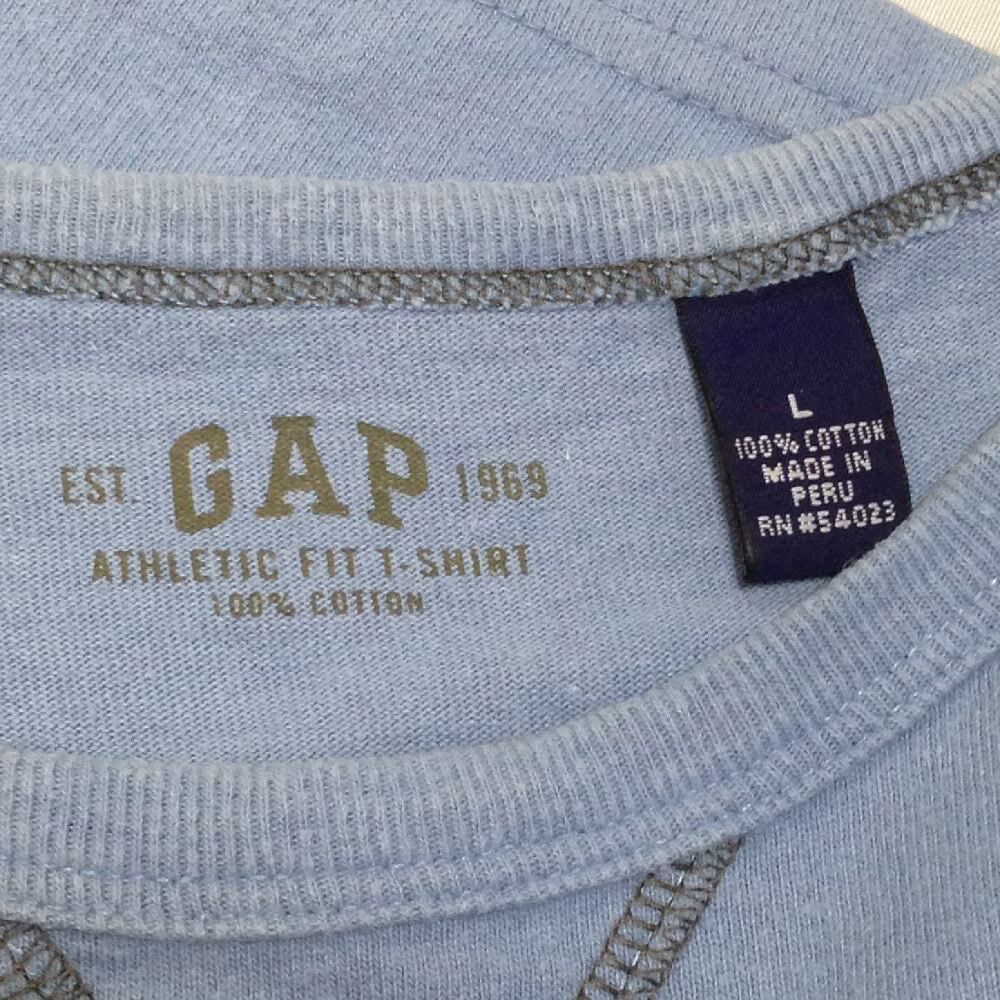 EST. GAP 1969
ATHLETIC FIT T-SHIRT
100% COTTON
L
100% COTTON
MADE IN
PERU
RN #54023